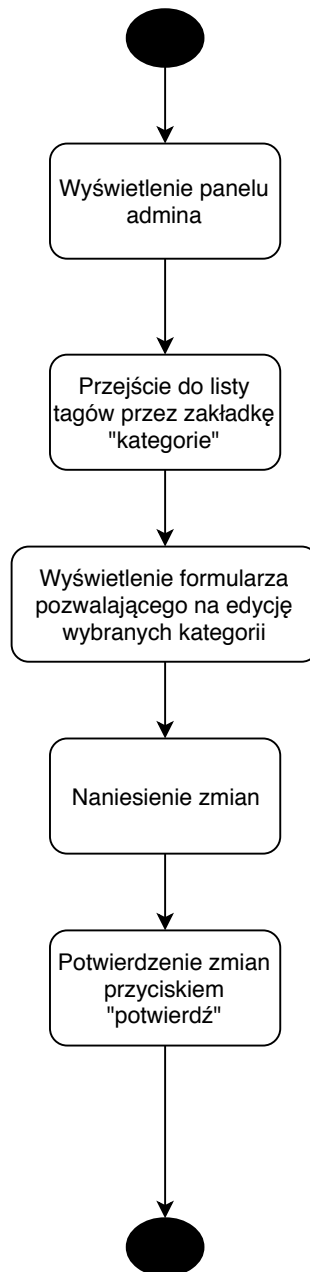 Wyświetlenie panelu
admina
Przejście do listy
tagów przez zakładkę
"kategorie"
Wyświetlenie formularza
pozwalającego na edycję
wybranych kategorii
Naniesienie zmian
Potwierdzenie zmian
przyciskiem
"potwierdź"